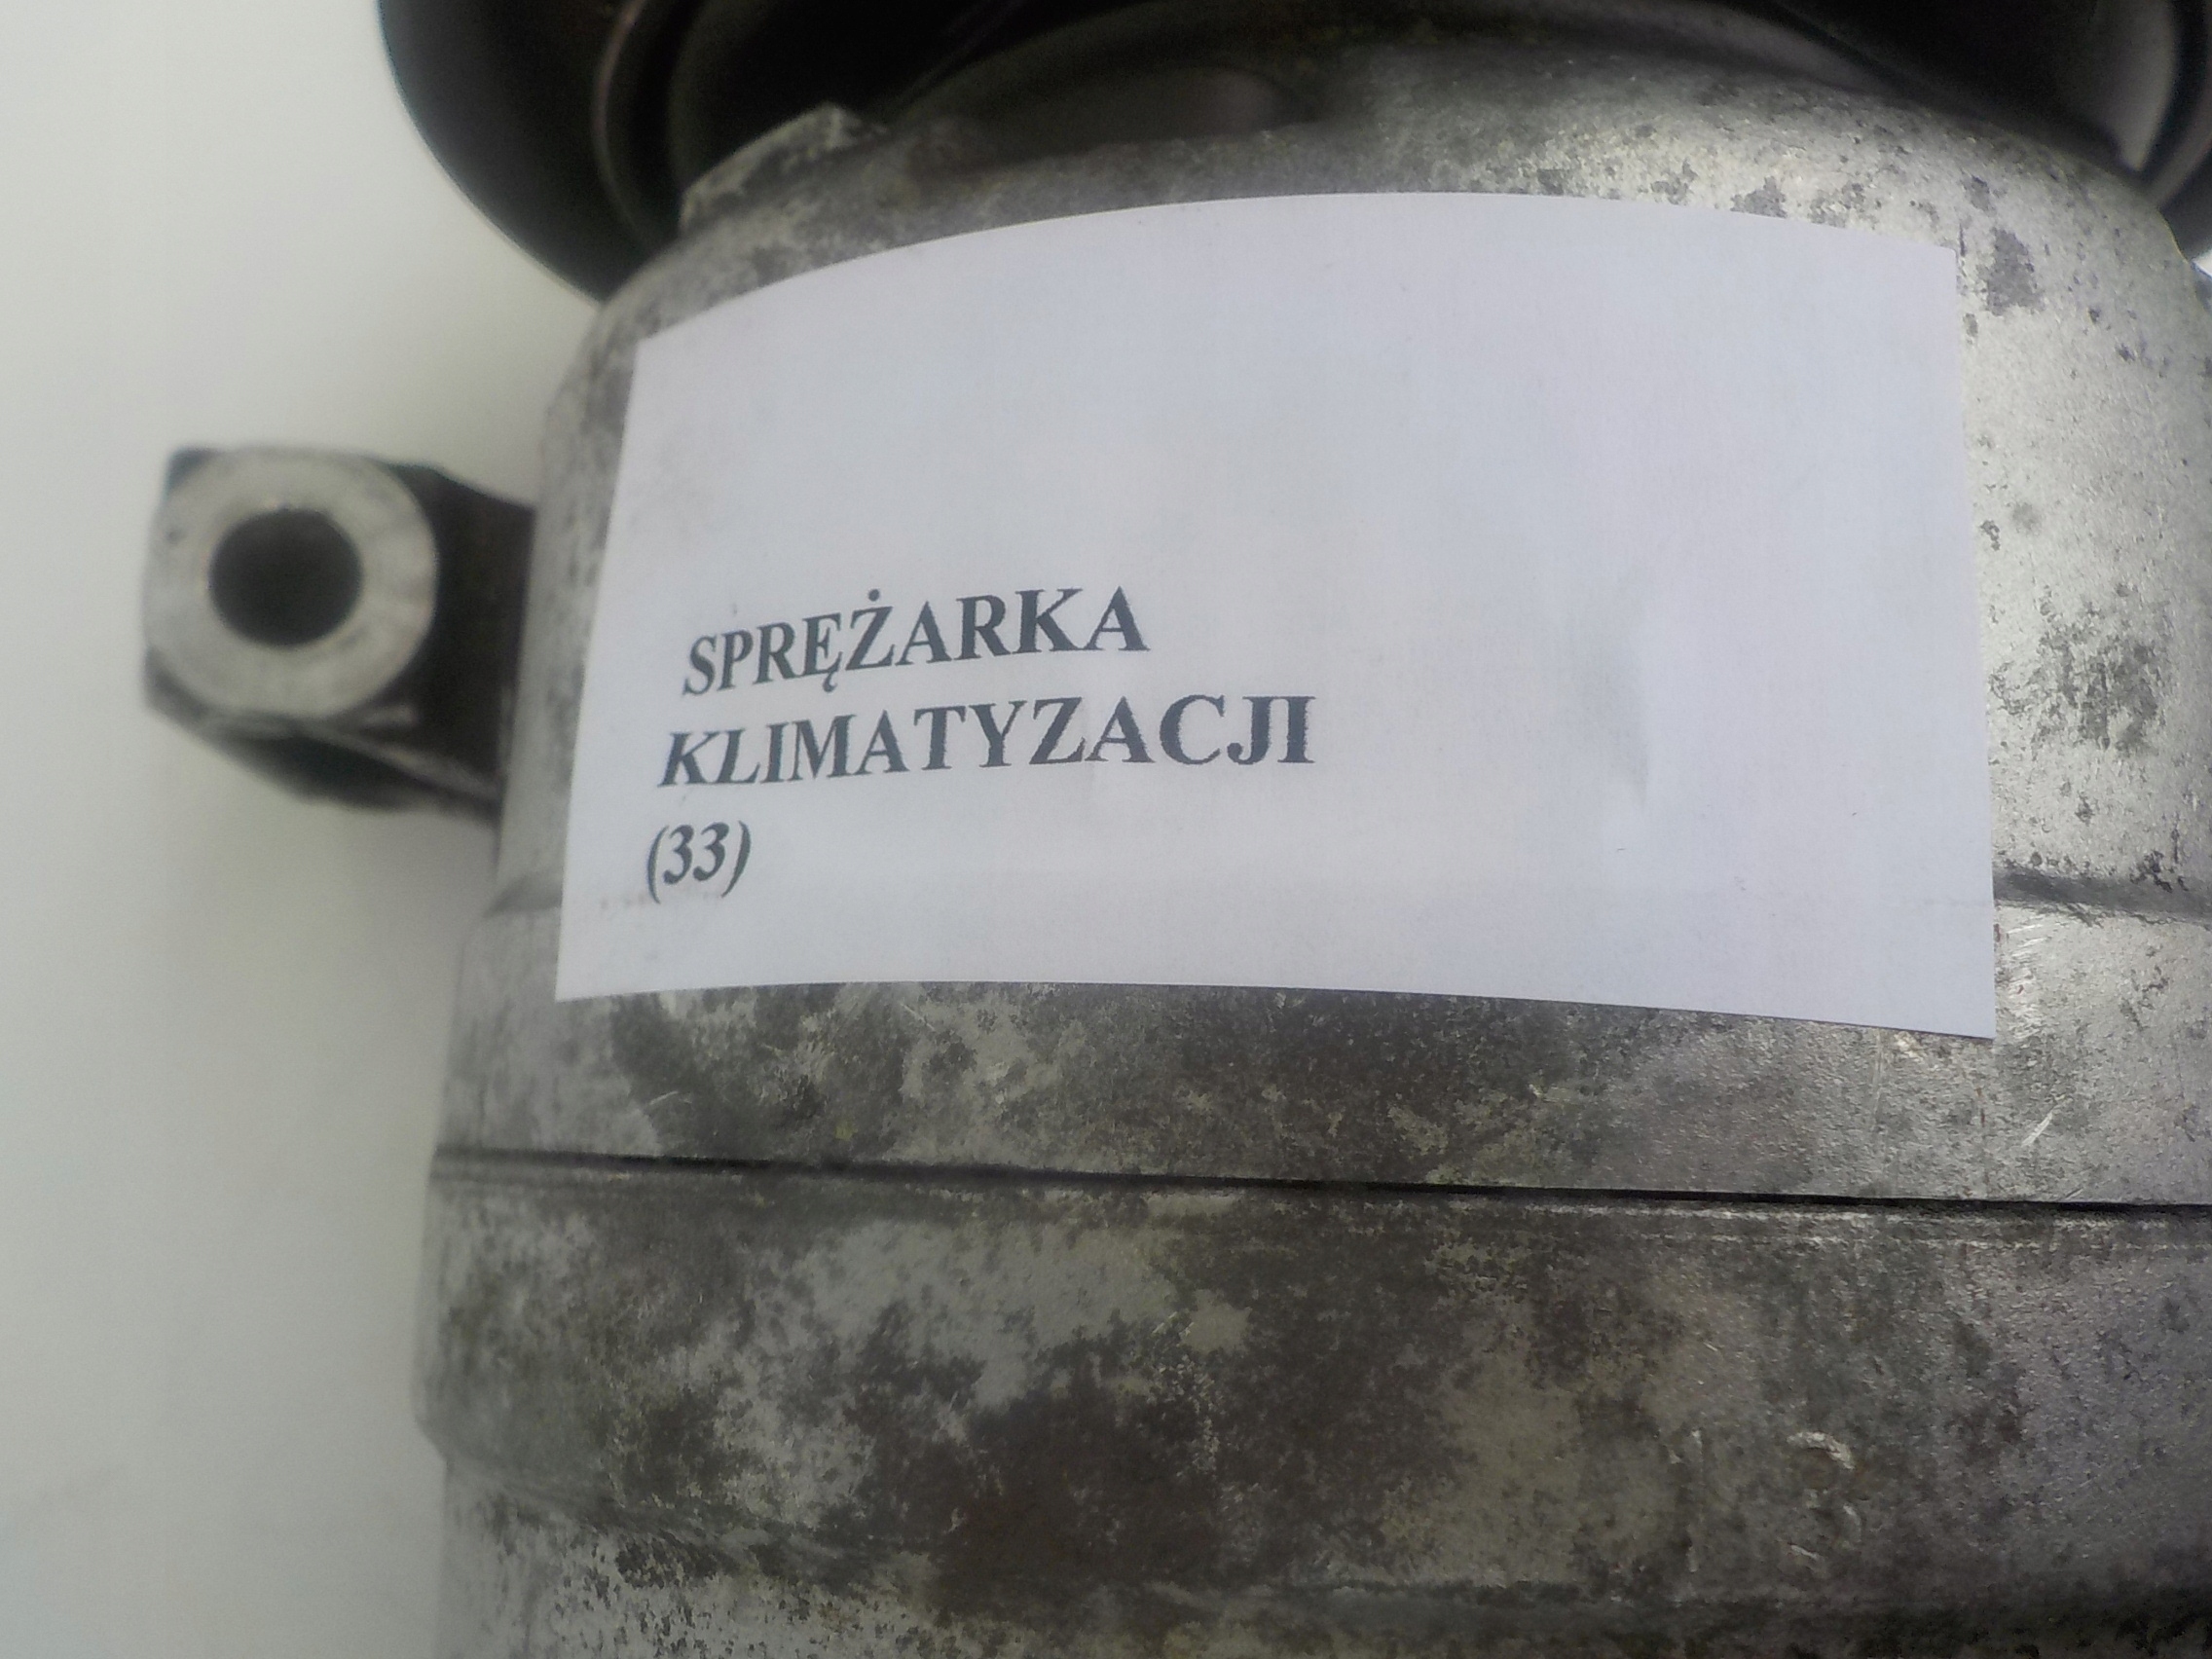 SPRĘŻARKA
KLIMATYZACJI
(33)